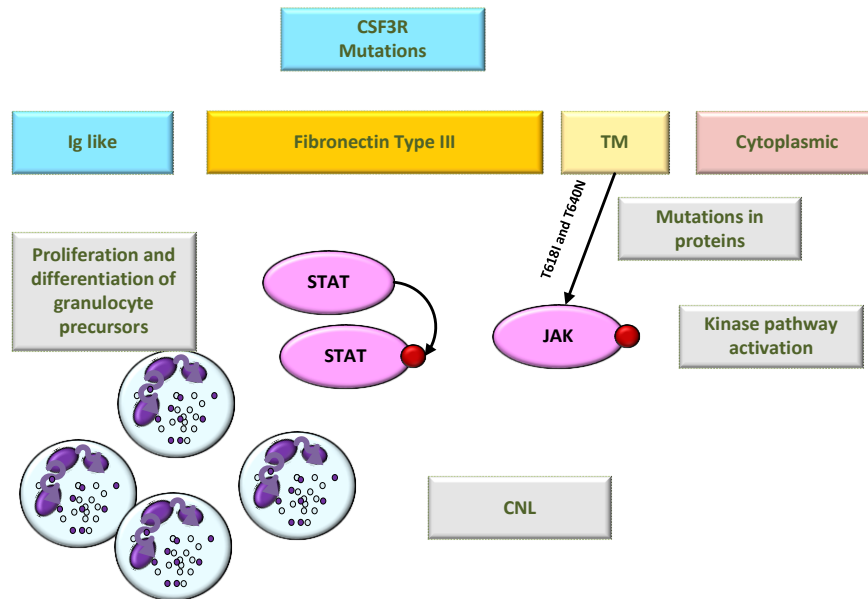 CSF3R
Mutations
Ig like
Fibronectin Type III
TM
Cytoplasmic
T618I and T640N
Mutations in
proteins
Proliferation and
differentiation of
granulocyte
precursors
STAT
STAT
JAK
Kinase pathway
activation
CNL